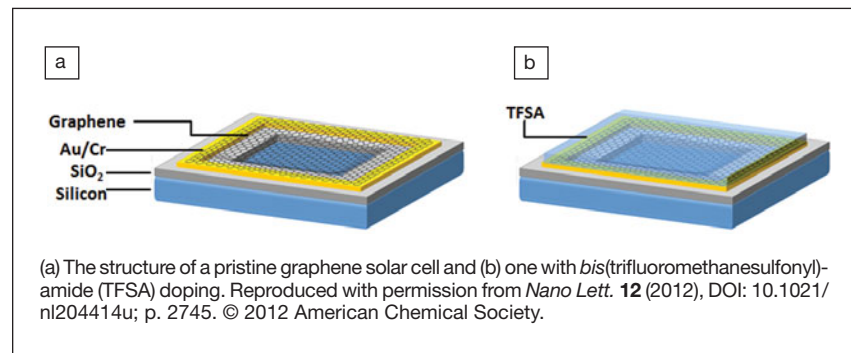 a
b
Graphene
Au/Cr
SiO₂
Silicon
TFSA
(a) The structure of a pristine graphene solar cell and (b) one with bis(trifluoromethanesulfonyl)-
amide (TFSA) doping. Reproduced with permission from Nano Lett. 12 (2012), DOI: 10.1021/
nl204414u; p. 2745. © 2012 American Chemical Society.